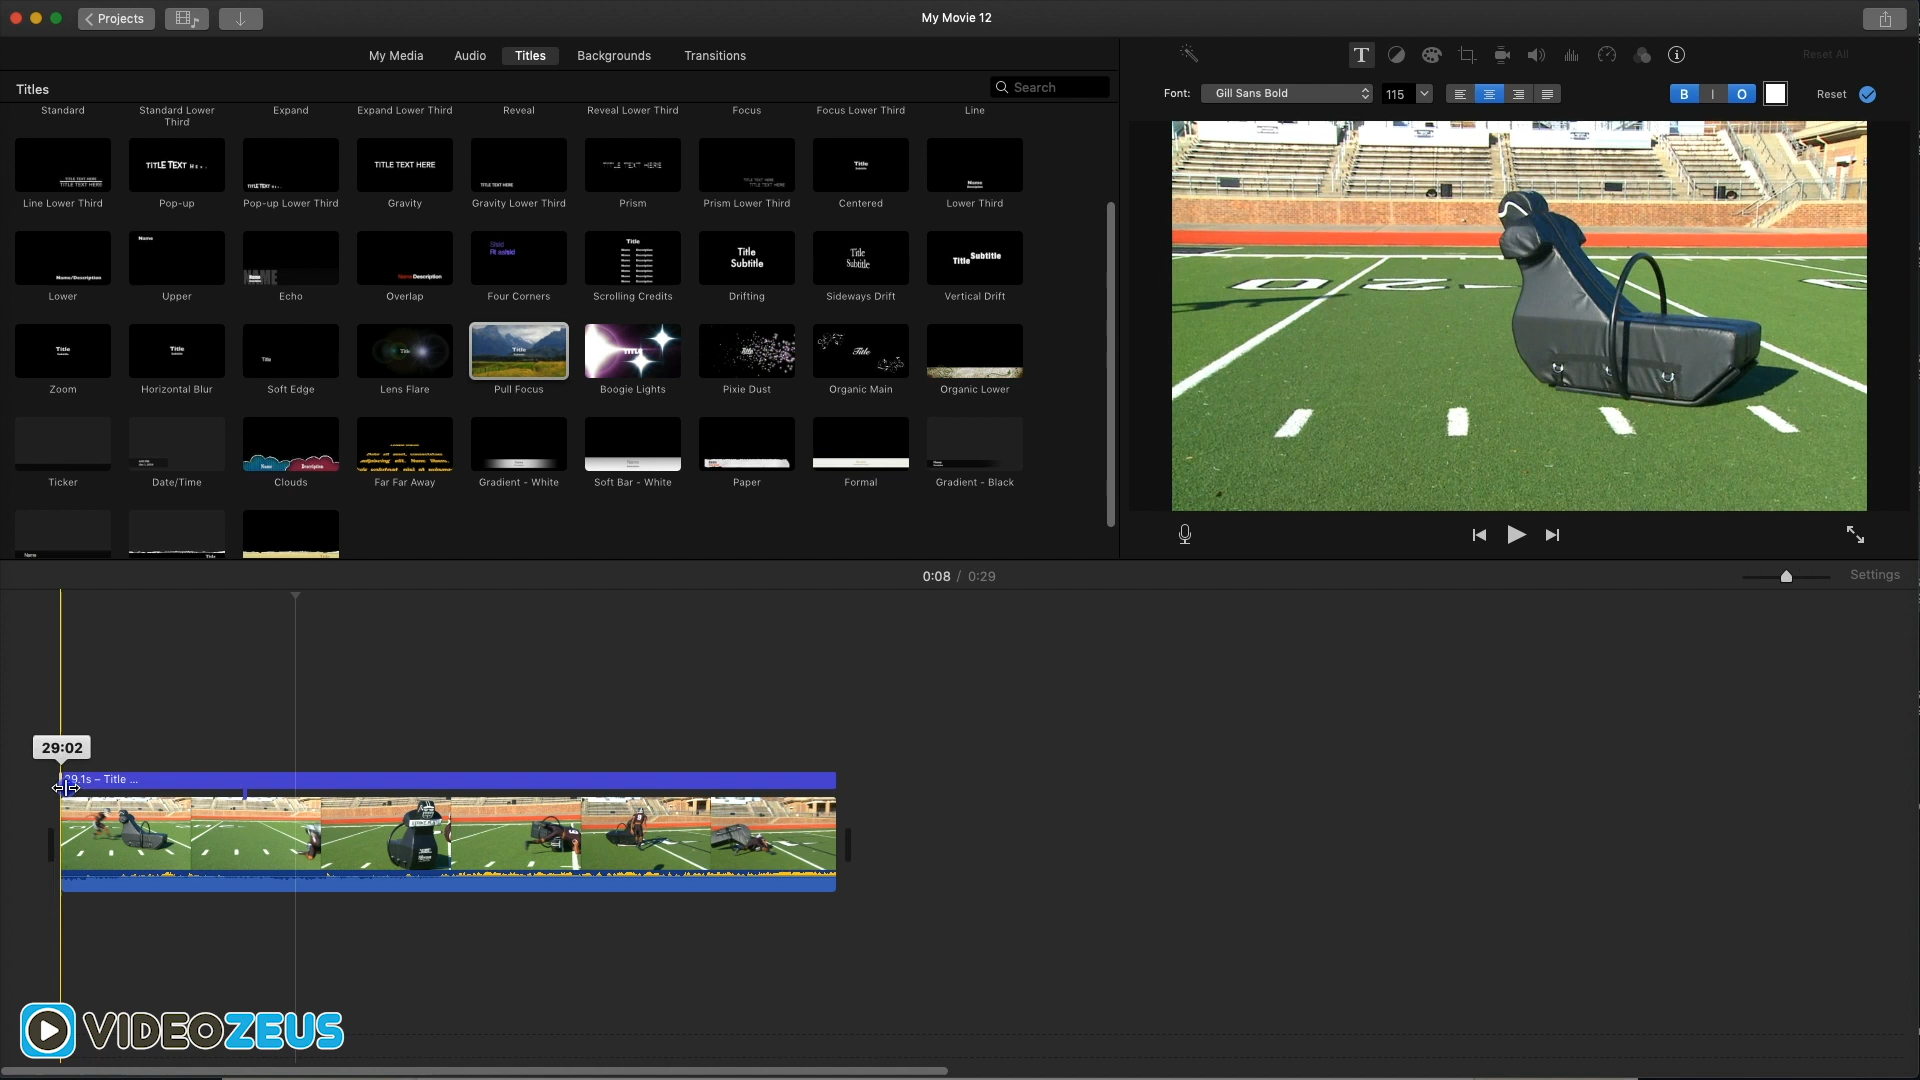 Projects
My Movie 12
My Media Audio Titles Backgrounds Transitions
Reset All
Titles
Search
Font: Gill Sans Bold 115 B I O Reset
Standard Standard Lower Third Expand Expand Lower Third Reveal Reveal Lower Third Focus Focus Lower Third Line
TITLE TEXT HERE
Line Lower Third Pop-up Pop-up Lower Third Gravity Gravity Lower Third Prism Prism Lower Third Centered Lower Third
Lower Upper Echo Overlap Four Corners Scrolling Credits Drifting Sideways Drift Vertical Drift
Zoom Horizontal Blur Soft Edge Lens Flare Pull Focus Boogie Lights Pixie Dust Organic Main Organic Lower
Ticker Date/Time Clouds Far Far Away Gradient - White Soft Bar - White Paper Formal Gradient - Black
0:08 / 0:29
Settings
29:02
29.1s – Title ...
VIDEOZEUS